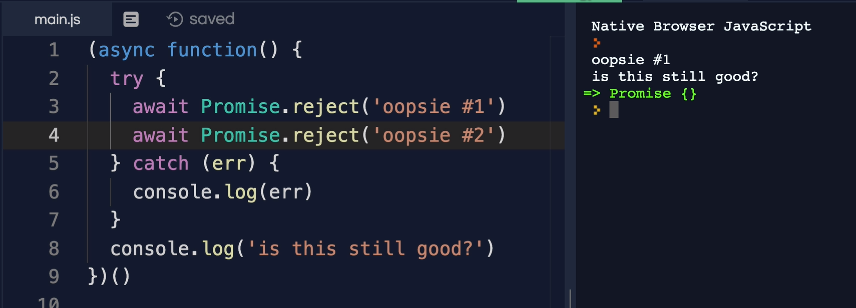 main.js saved
1 (async function() {
2 try {
3 await Promise.reject('oopsie #1')
4 await Promise.reject('oopsie #2')
5 } catch (err) {
6 console.log(err)
7 }
8 console.log('is this still good?')
9 })()
10
Native Browser JavaScript
>
oopsie #1
is this still good?
=> Promise {}
>